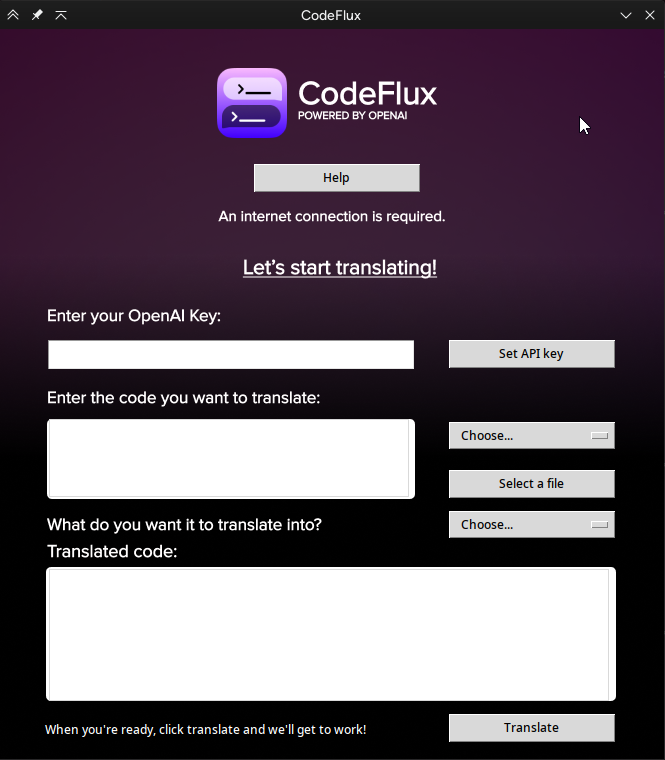 CodeFlux
CodeFlux
POWERED BY OPENAI
Help
An internet connection is required.
Let's start translating!
Enter your OpenAI Key:
Set API key
Enter the code you want to translate:
Choose...
Select a file
What do you want it to translate into?
Choose...
Translated code:
When you're ready, click translate and we'll get to work!
Translate